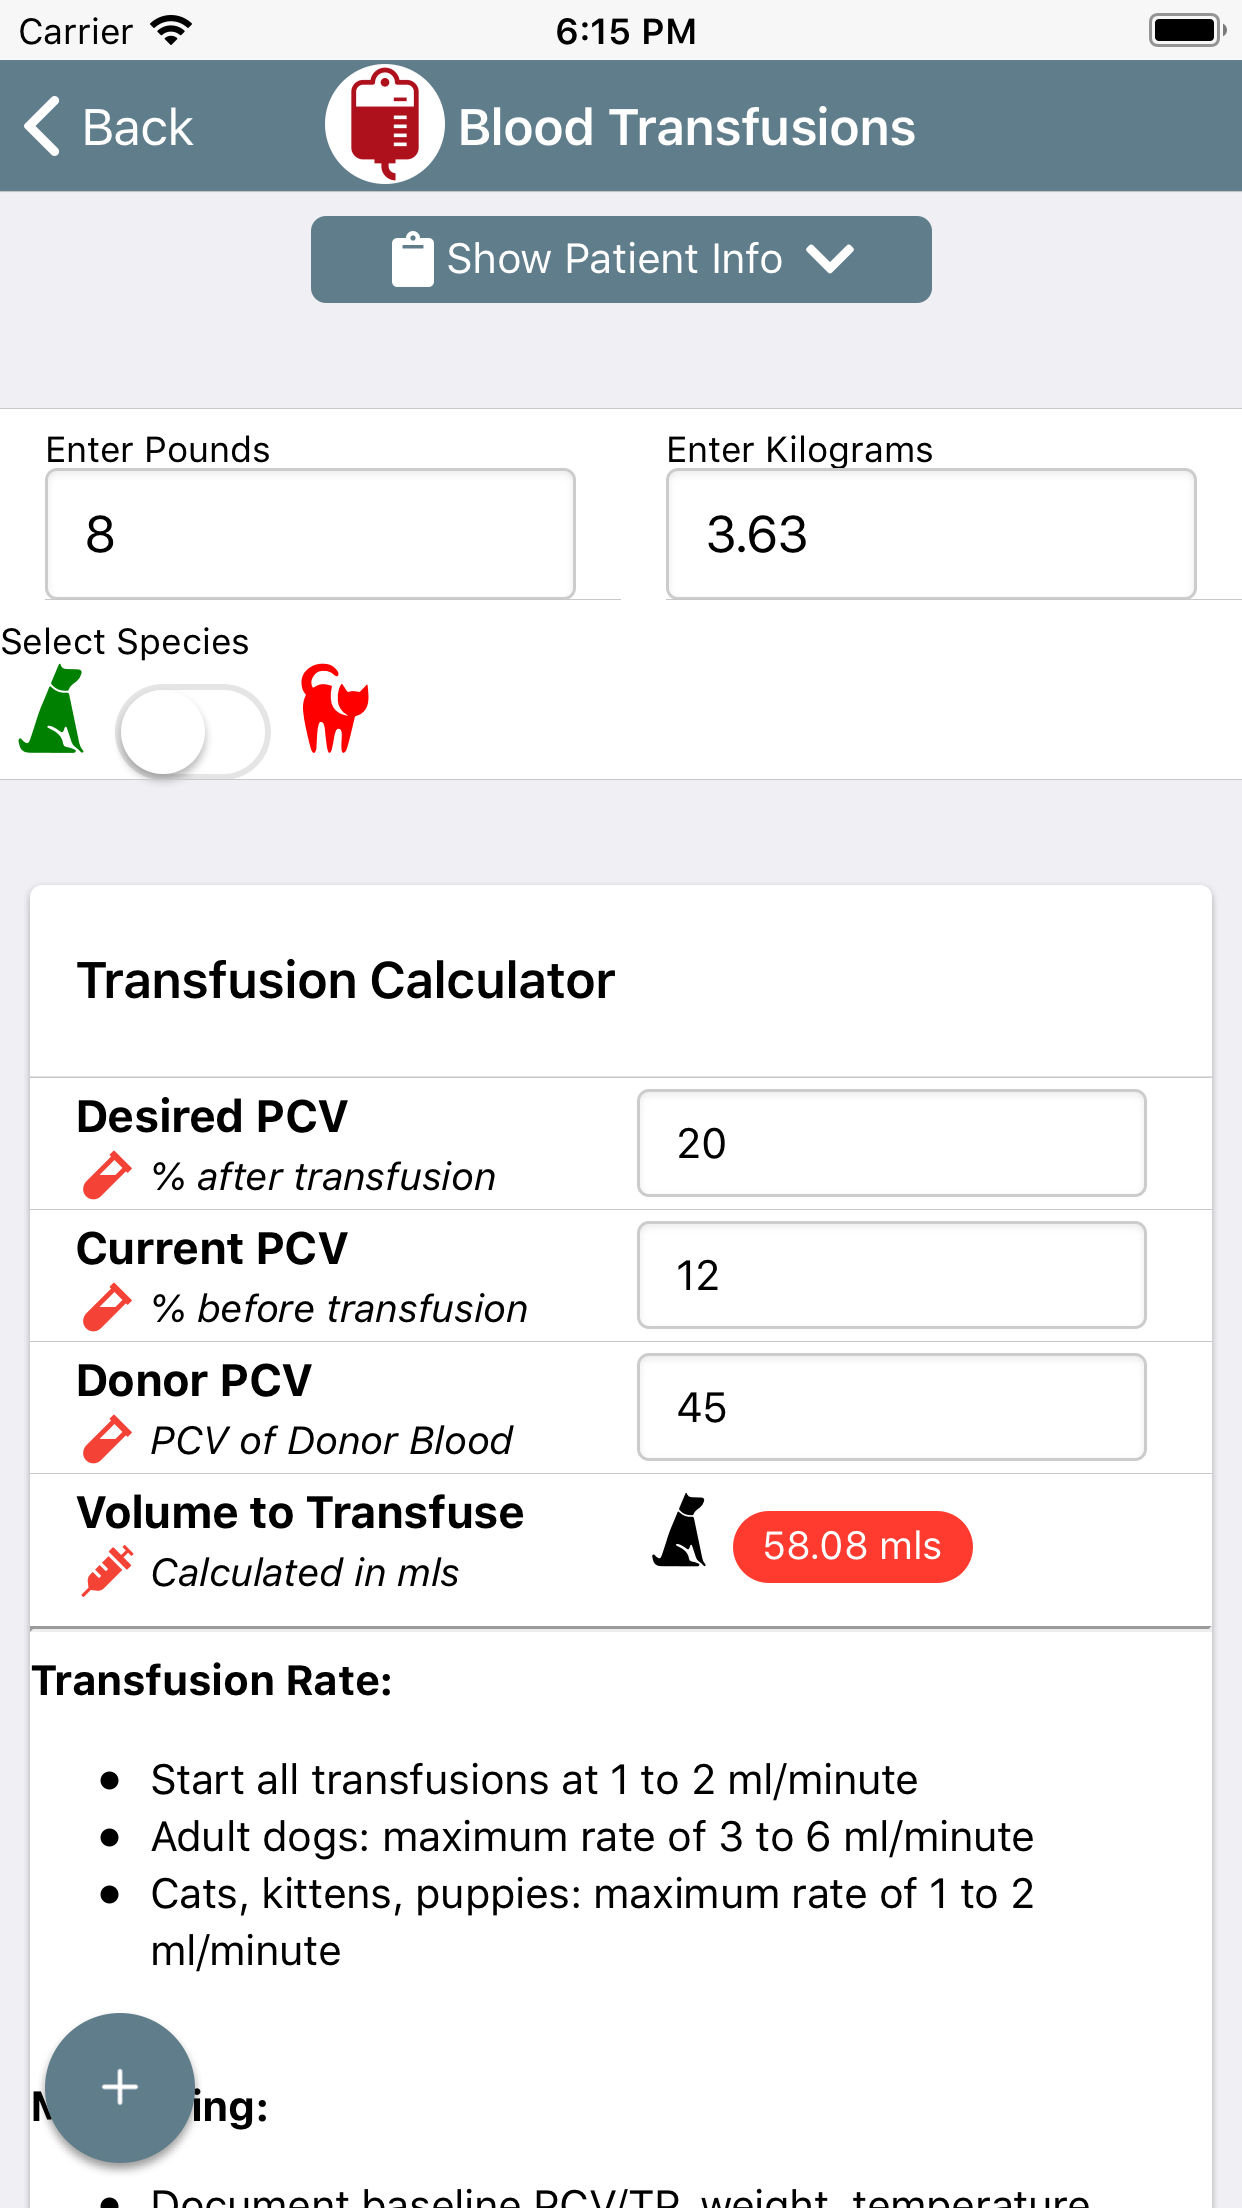 Carrier 6:15 PM
Back Blood Transfusions
Show Patient Info
Enter Pounds Enter Kilograms
8 3.63
Select Species
Transfusion Calculator
Desired PCV
% after transfusion
20
Current PCV
% before transfusion
12
Donor PCV
PCV of Donor Blood
45
Volume to Transfuse
Calculated in mls
58.08 mls
Transfusion Rate:
• Start all transfusions at 1 to 2 ml/minute
• Adult dogs: maximum rate of 3 to 6 ml/minute
• Cats, kittens, puppies: maximum rate of 1 to 2
ml/minute
+
ing:
• Document baseline PCV/TP, weight, temperature